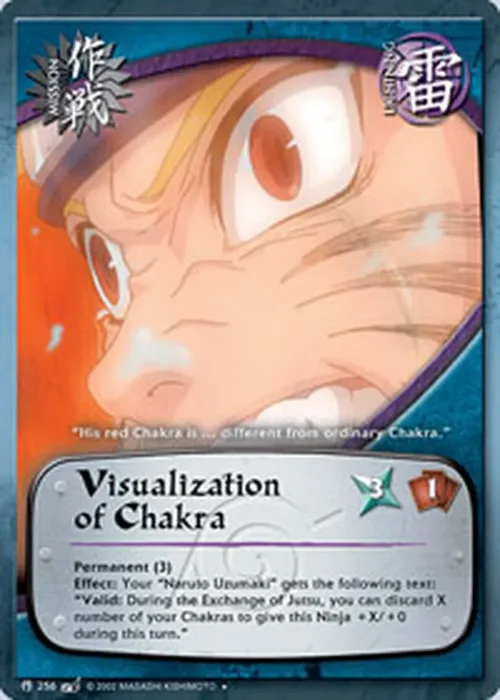 MISSION
作戦
LIGHTNING
雷
"His red Chakra is ... different from ordinary Chakra."
Visualization
of Chakra
3
1
Permanent (3)
Effect: Your "Naruto Uzumaki" gets the following text:
"Valid: During the Exchange of Jutsu, you can discard X
number of your Chakras to give this Ninja +X/+0
during this turn."
256 © 2002 MASASHI KISHIMOTO